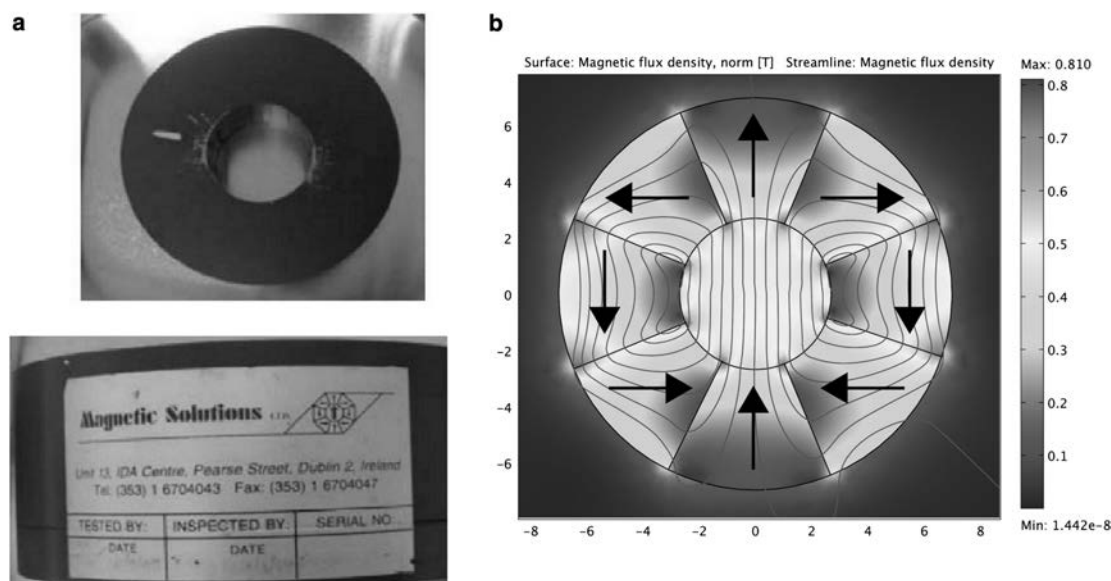 a
Magnetic Solutions LTD.
Unit 13, IDA Centre, Pearse Street, Dublin 2, Ireland
Tel: (353) 1 6704043 Fax: (353) 1 6704047
TESTED BY: INSPECTED BY: SERIAL NO
DATE DATE
b
Surface: Magnetic flux density, norm [T] Streamline: Magnetic flux density
Max: 0.810
6
4
2
0
-2
-4
-6
-8 -6 -4 -2 0 2 4 6 8
0.8
0.7
0.6
0.5
0.4
0.3
0.2
0.1
Min: 1.442e-8